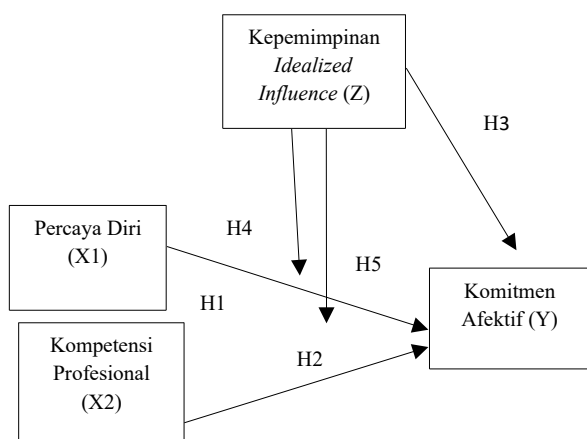 Kepemimpinan
Idealized
Influence (Z)
H3
Percaya Diri
(X1)
H4
H5
H1
Komitmen
Afektif (Y)
Kompetensi
Profesional
(X2)
H2